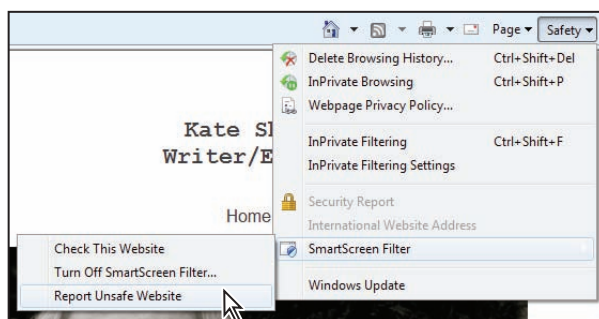 Page Safety
Delete Browsing History... Ctrl+Shift+Del
InPrivate Browsing Ctrl+Shift+P
Webpage Privacy Policy...
Kate
InPrivate Filtering Ctrl+Shift+F
Writer/E
InPrivate Filtering Settings
Security Report
Home
International Website Address
SmartScreen Filter
Windows Update
Check This Website
Turn Off SmartScreen Filter...
Report Unsafe Website